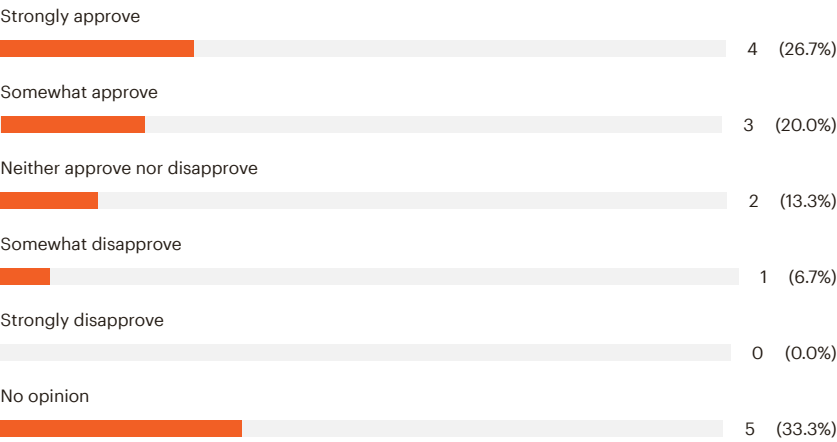 Strongly approve
4 (26.7%)
Somewhat approve
3 (20.0%)
Neither approve nor disapprove
2 (13.3%)
Somewhat disapprove
1 (6.7%)
Strongly disapprove
0 (0.0%)
No opinion
5 (33.3%)